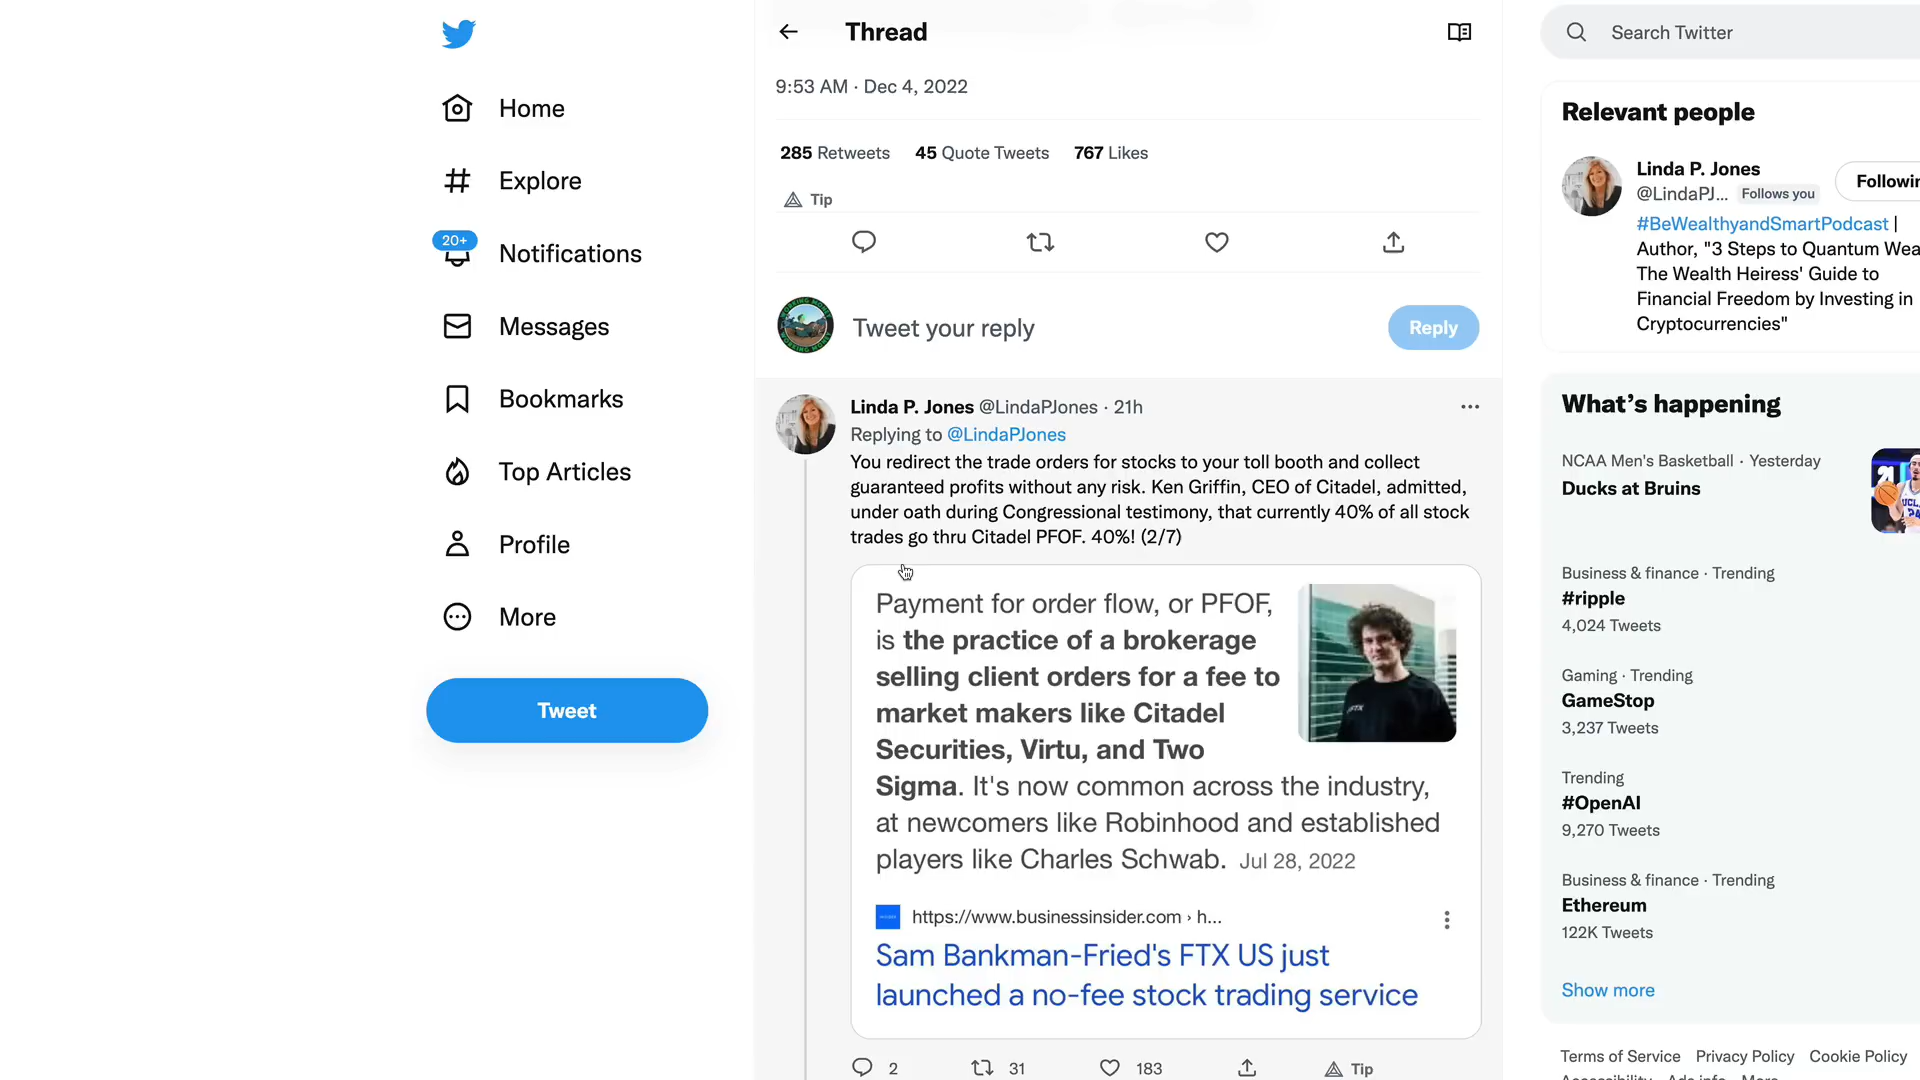 Home
Explore
20+
Notifications
Messages
Bookmarks
Top Articles
Profile
More
Tweet
Thread
9:53 AM · Dec 4, 2022
285 Retweets 45 Quote Tweets 767 Likes
Tip
Tweet your reply
Reply
Linda P. Jones @LindaPJones · 21h
Replying to @LindaPJones
You redirect the trade orders for stocks to your toll booth and collect
guaranteed profits without any risk. Ken Griffin, CEO of Citadel, admitted,
under oath during Congressional testimony, that currently 40% of all stock
trades go thru Citadel PFOF. 40%! (2/7)
Payment for order flow, or PFOF,
is the practice of a brokerage
selling client orders for a fee to
market makers like Citadel
Securities, Virtu, and Two
Sigma. It's now common across the industry,
at newcomers like Robinhood and established
players like Charles Schwab. Jul 28, 2022
https://www.businessinsider.com › h...
Sam Bankman-Fried's FTX US just
launched a no-fee stock trading service
2 31 183 Tip
Search Twitter
Relevant people
Linda P. Jones
@LindaPJ... Follows you
Followin
#BeWealthyandSmartPodcast |
Author, "3 Steps to Quantum Wea
The Wealth Heiress' Guide to
Financial Freedom by Investing in
Cryptocurrencies"
What's happening
NCAA Men's Basketball · Yesterday
Ducks at Bruins
Business & finance · Trending
#ripple
4,024 Tweets
Gaming · Trending
GameStop
3,237 Tweets
Trending
#OpenAI
9,270 Tweets
Business & finance · Trending
Ethereum
122K Tweets
Show more
Terms of Service Privacy Policy Cookie Policy
Accessibility Ads info More